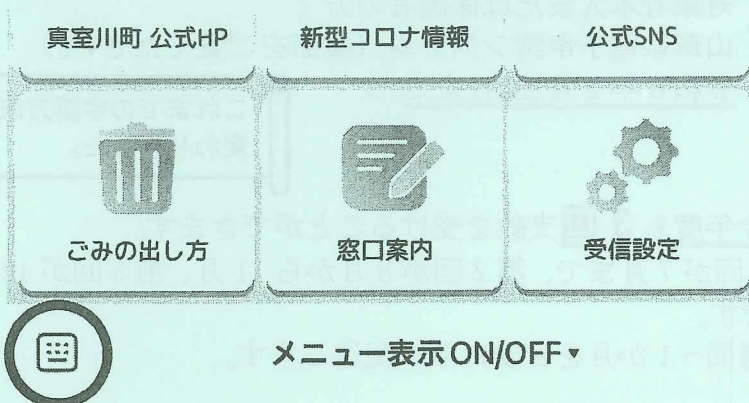 真室川町 公式HP
新型コロナ情報
公式SNS
ごみの出し方
窓口案内
受信設定
メニュー表示ON/OFF▾